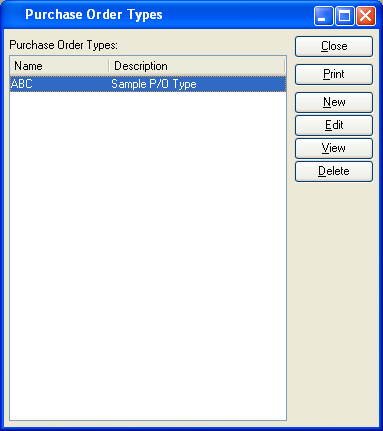 Purchase Order Types
Purchase Order Types:
Name Description
ABC Sample P/O Type
Close
Print
New
Edit
View
Delete